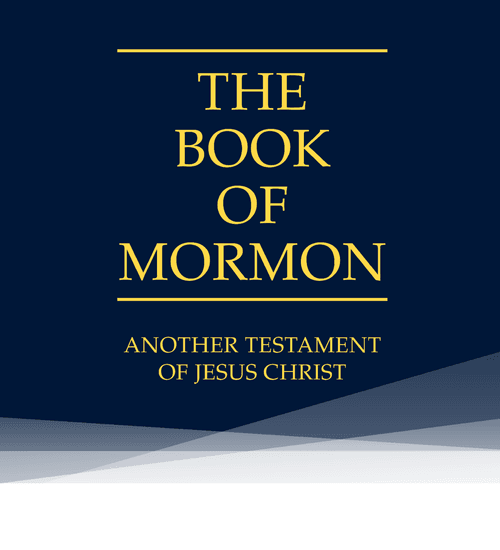 THE
BOOK
OF
MORMON
ANOTHER TESTAMENT
OF JESUS CHRIST